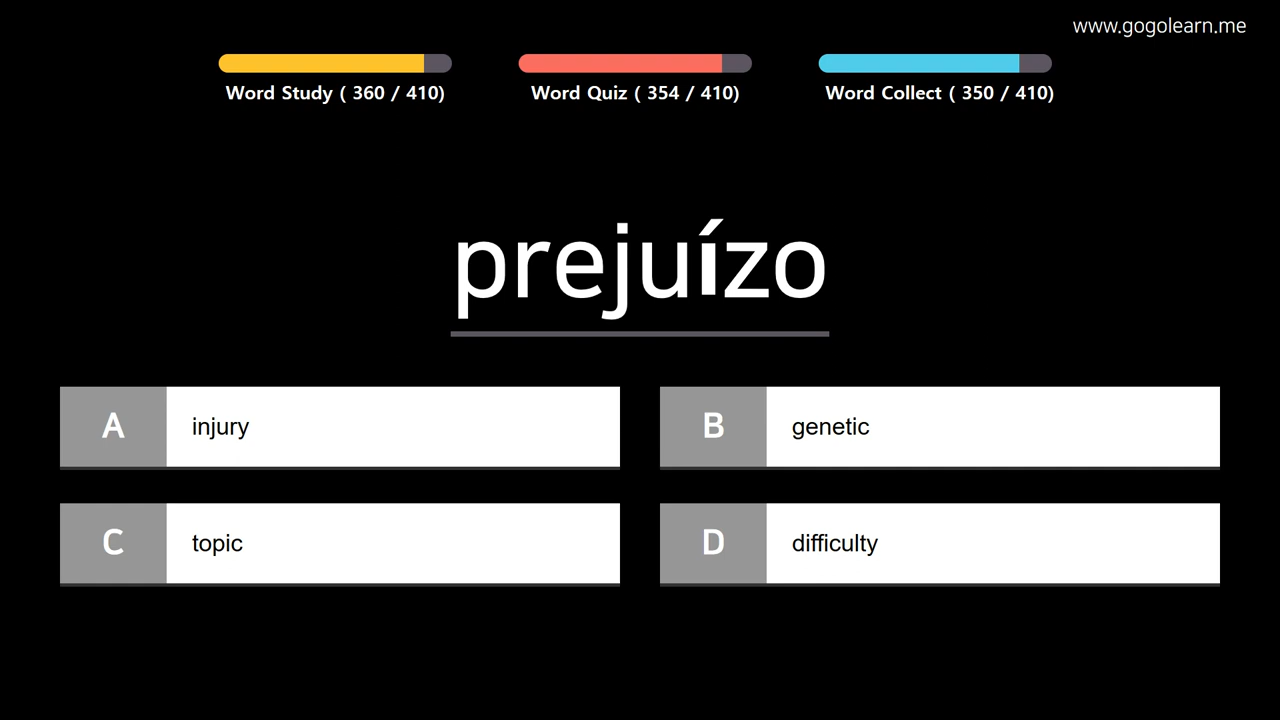 www.gogolearn.me
Word Study ( 360 / 410)
Word Quiz ( 354 / 410)
Word Collect ( 350 / 410)
prejuízo
A injury
B genetic
C topic
D difficulty